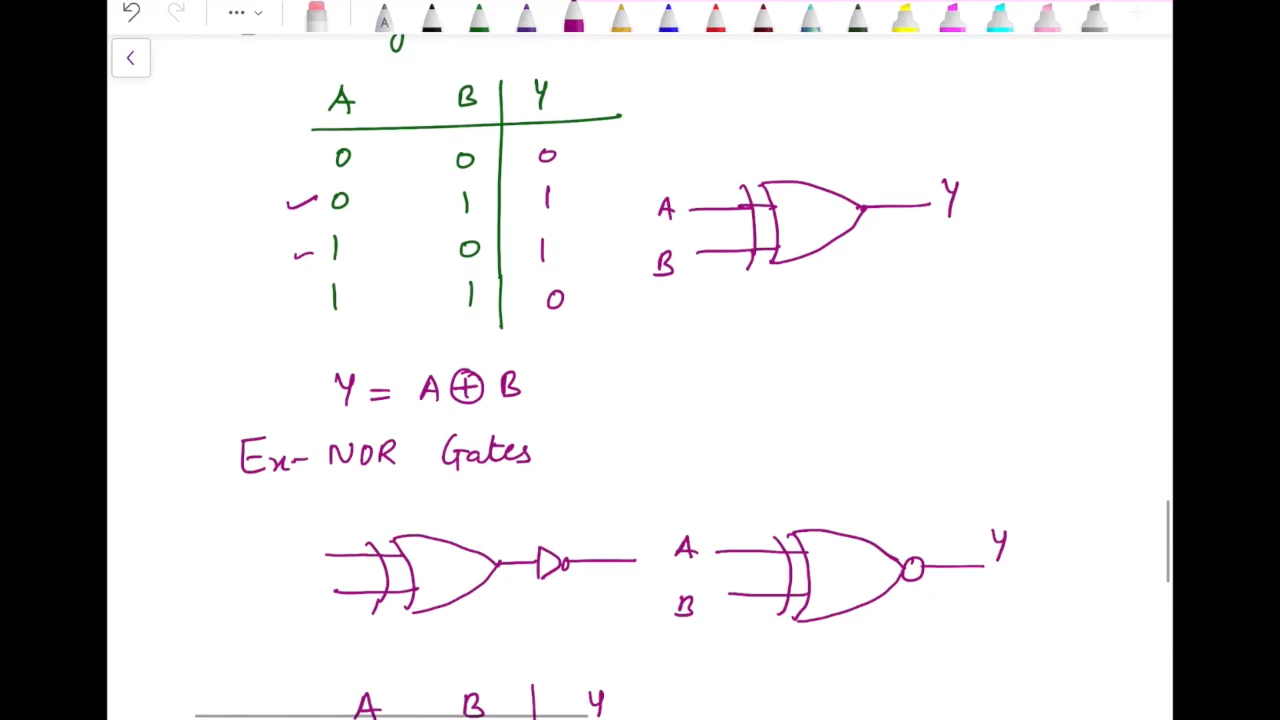 A B Y
0 0 0
0 1 1
1 0 1
1 1 0
A
B
Y
Y = A ⊕ B
Ex-NOR Gates
A
B
Y
A B Y